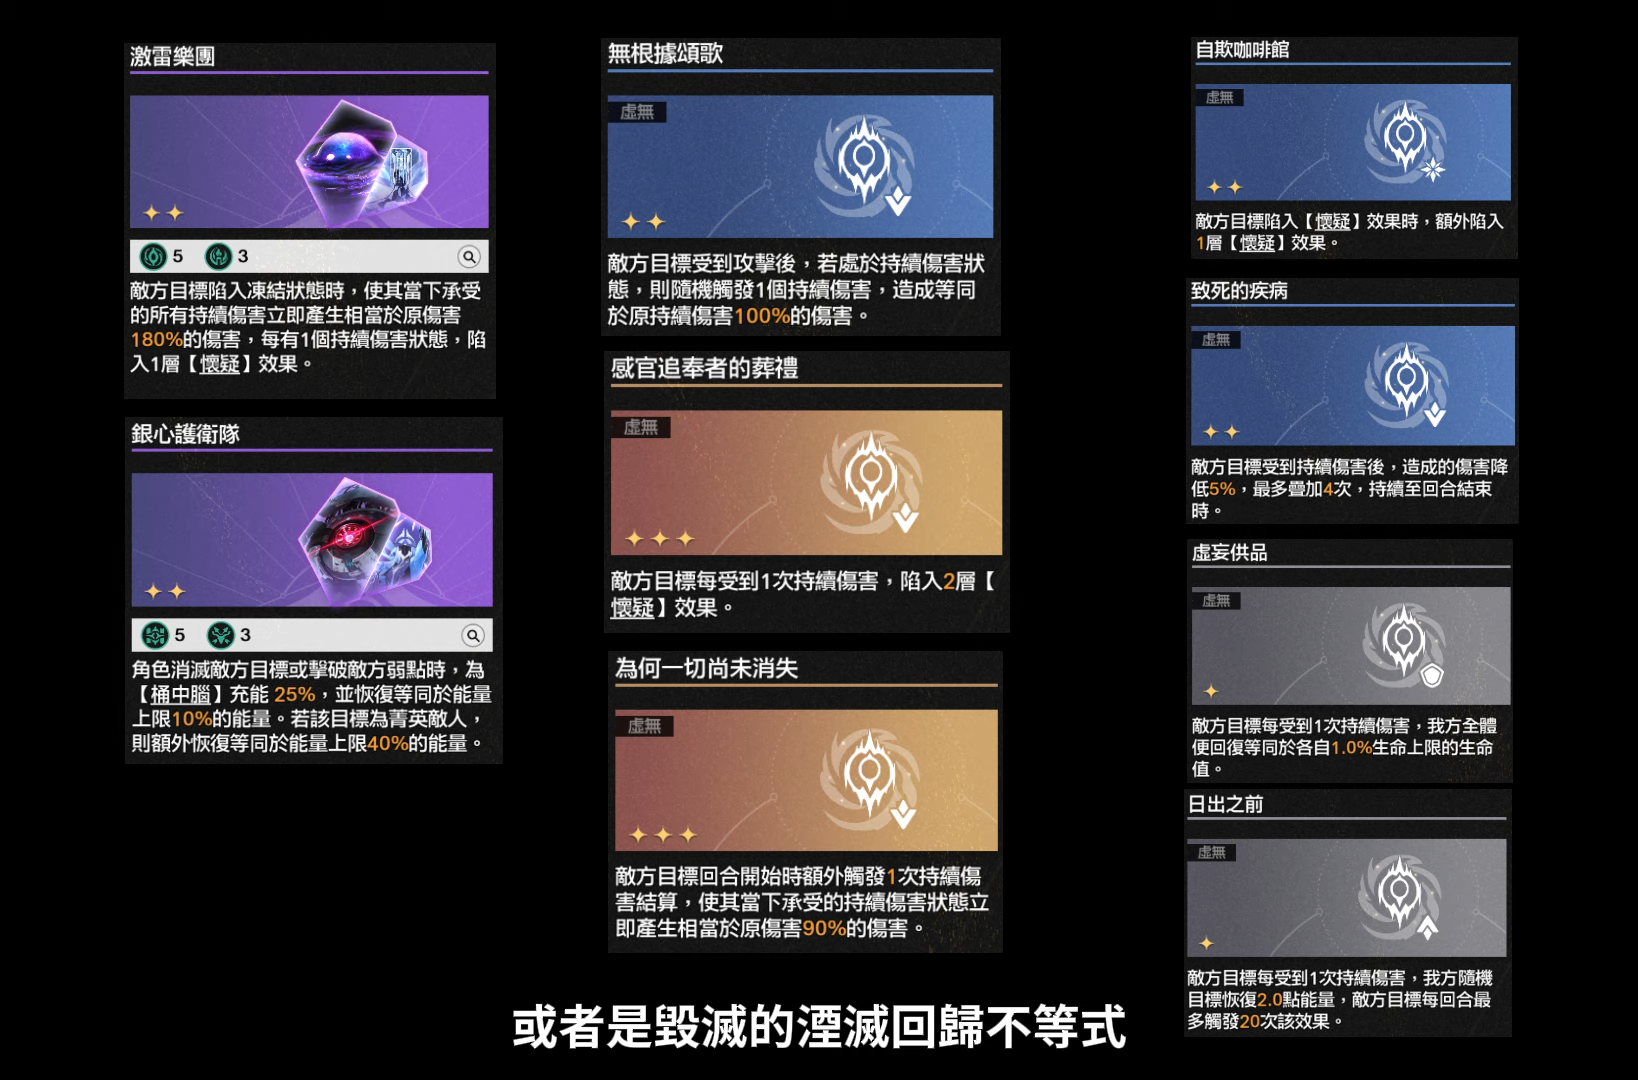 激雷樂團
5 3
敵方目標陷入凍結狀態時，使其當下承受
的所有持續傷害立即產生相當於原傷害
180%的傷害，每有1個持續傷害狀態，陷
入1層【懷疑】效果。
銀心護衛隊
5 3
角色消滅敵方目標或擊破敵方弱點時，為
【桶中腦】充能 25%，並恢復等同於能量
上限10%的能量。若該目標為菁英敵人，
則額外恢復等同於能量上限40%的能量。
無根據頌歌
虛無
敵方目標受到攻擊後，若處於持續傷害狀
態，則隨機觸發1個持續傷害，造成等同
於原持續傷害100%的傷害。
感官追奉者的葬禮
虛無
敵方目標每受到1次持續傷害，陷入2層【
懷疑】效果。
為何一切尚未消失
虛無
敵方目標回合開始時額外觸發1次持續傷
害結算，使其當下承受的持續傷害狀態立
即產生相當於原傷害90%的傷害。
自欺咖啡館
虛無
敵方目標陷入【懷疑】效果時，額外陷入
1層【懷疑】效果。
致死的疾病
虛無
敵方目標受到持續傷害後，造成的傷害降
低5%，最多疊加4次，持續至回合結束
時。
虛妄供品
虛無
敵方目標每受到1次持續傷害，我方全體
便回復等同於各自1.0%生命上限的生命
值。
日出之前
虛無
敵方目標每受到1次持續傷害，我方隨機
目標恢復2.0點能量，敵方目標每回合最
多觸發20次該效果。
或者是毀滅的湮滅回歸不等式